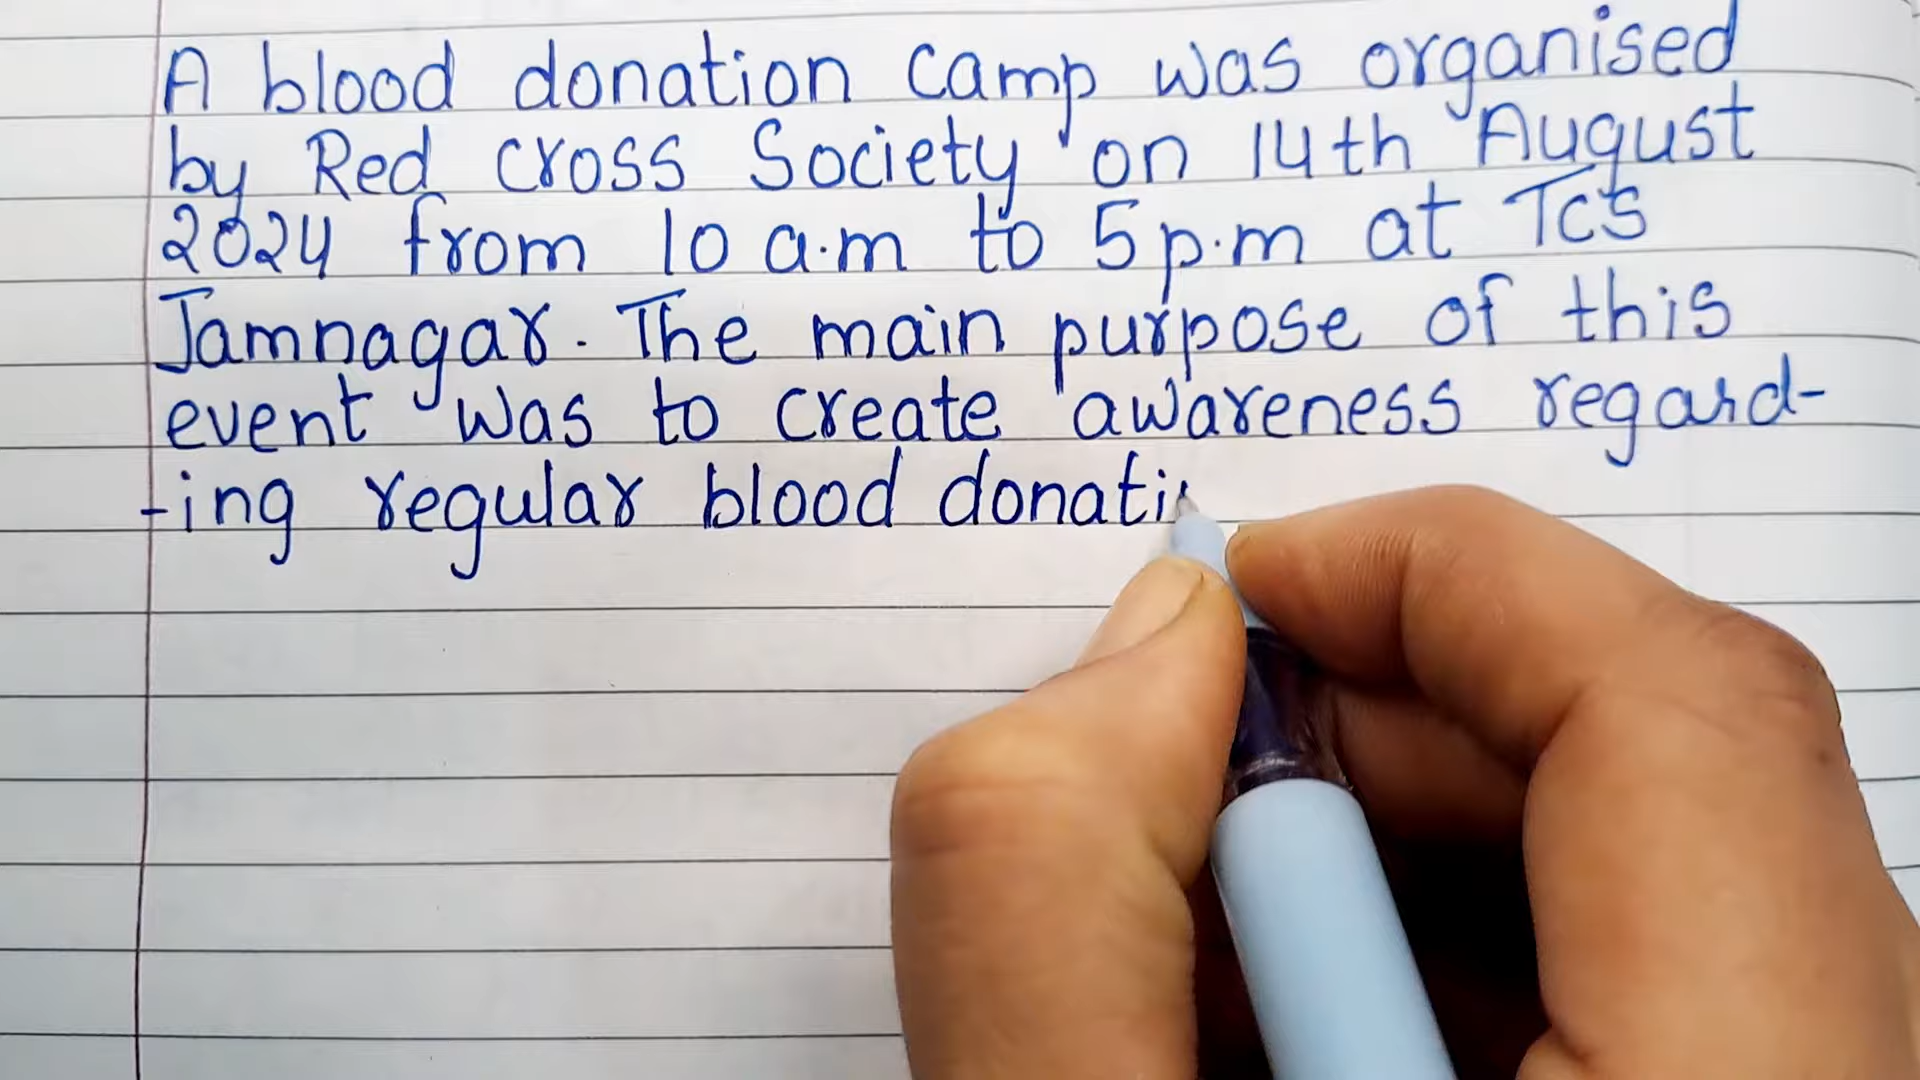 A blood donation camp was organised
by Red cross Society on 14th August
2024 from 10 a.m to 5 p.m at TCS
Jamnagar. The main purpose of this
event was to create awareness regard-
-ing regular blood donati